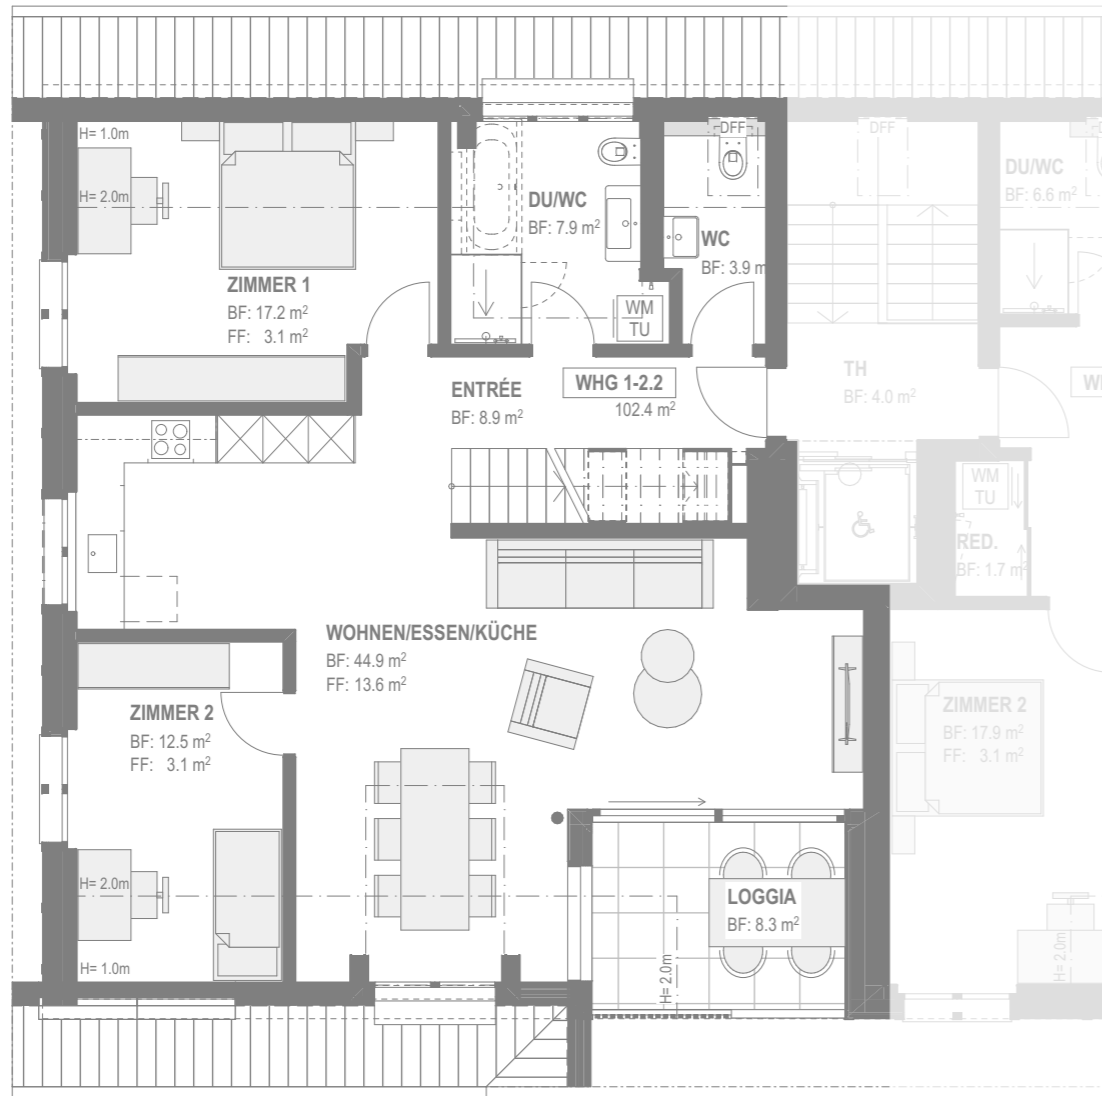 H= 1.0m
H= 2.0m
ZIMMER 1
BF: 17.2 m²
FF: 3.1 m²
DU/WC
BF: 7.9 m²
WM
TU
DFF
WC
BF: 3.9 m
DFF
DU/WC
BF: 6.6 m²
ENTRÉE
BF: 8.9 m²
WHG 1-2.2
102.4 m²
TH
BF: 4.0 m²
WM
TU
RED.
BF: 1.7 m²
WOHNEN/ESSEN/KÜCHE
BF: 44.9 m²
FF: 13.6 m²
ZIMMER 2
BF: 12.5 m²
FF: 3.1 m²
ZIMMER 2
BF: 17.9 m²
FF: 3.1 m²
H= 2.0m
H= 1.0m
LOGGIA
BF: 8.3 m²
H= 2.0m
H= 2.0m